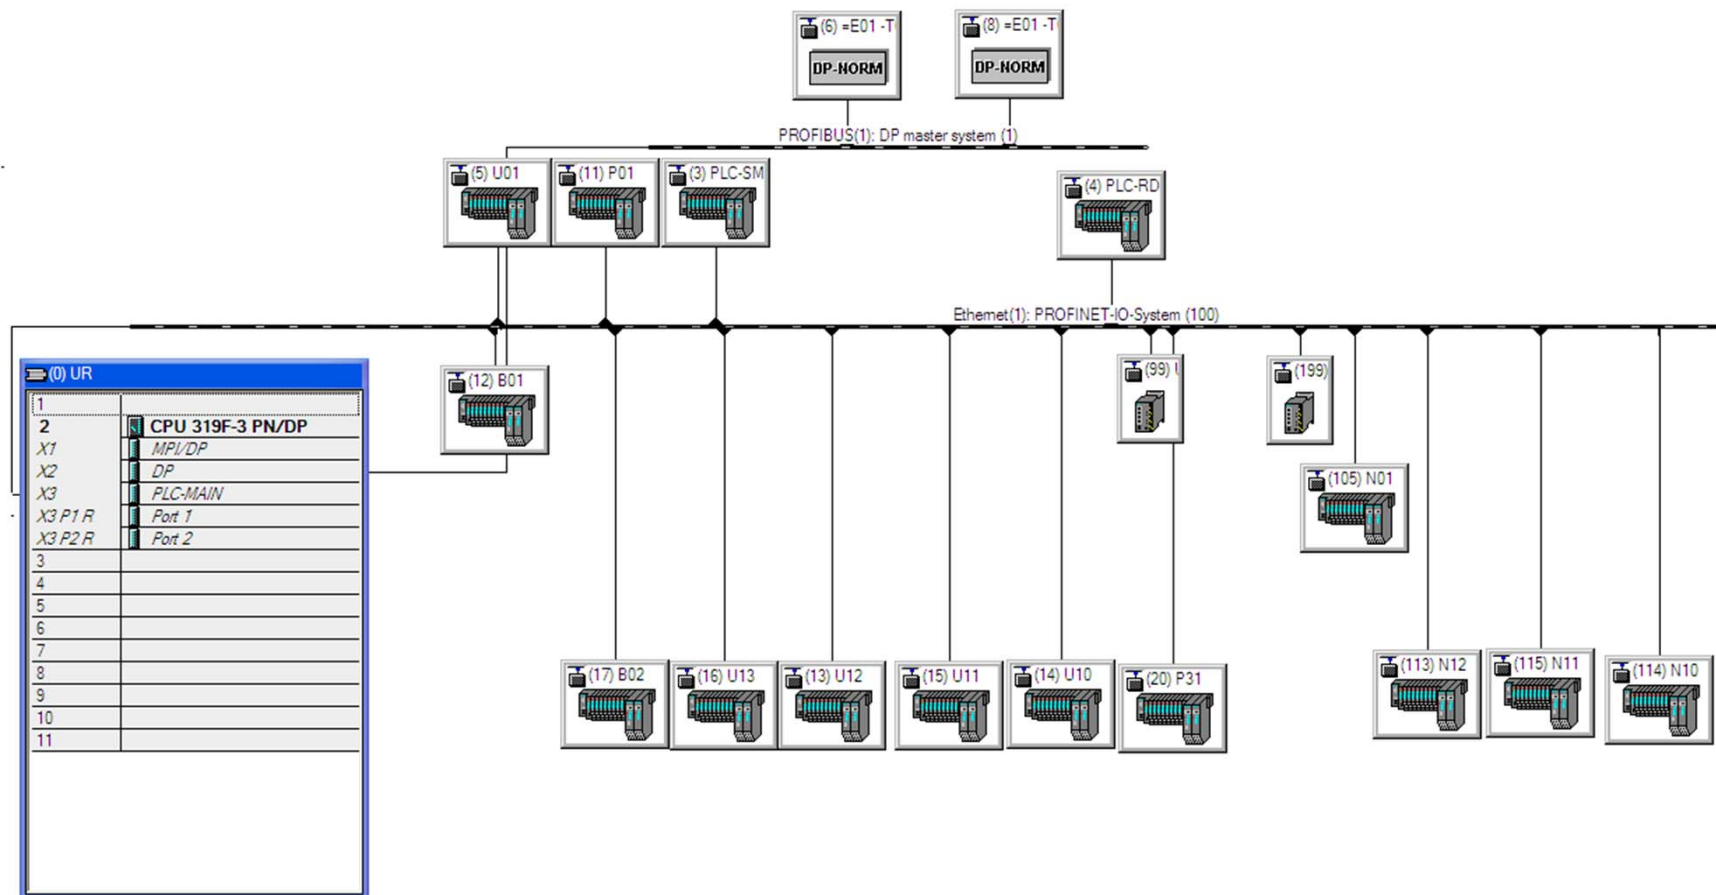 (6) =E01 -T
(8) =E01 -T
DP-NORM
DP-NORM
PROFIBUS(1): DP master system (1)
(5) U01
(11) P01
(3) PLC-SM
(4) PLC-RD
Ethernet(1): PROFINET-IO-System (100)
(0) UR
1
2 CPU 319F-3 PN/DP
X1 MPI/DP
X2 DP
X3 PLC-MAIN
X3 P1 R Port 1
X3 P2 R Port 2
3
4
5
6
7
8
9
10
11
(12) B01
(99)
(199)
(105) N01
(17) B02
(16) U13
(13) U12
(15) U11
(14) U10
(20) P31
(113) N12
(115) N11
(114) N10